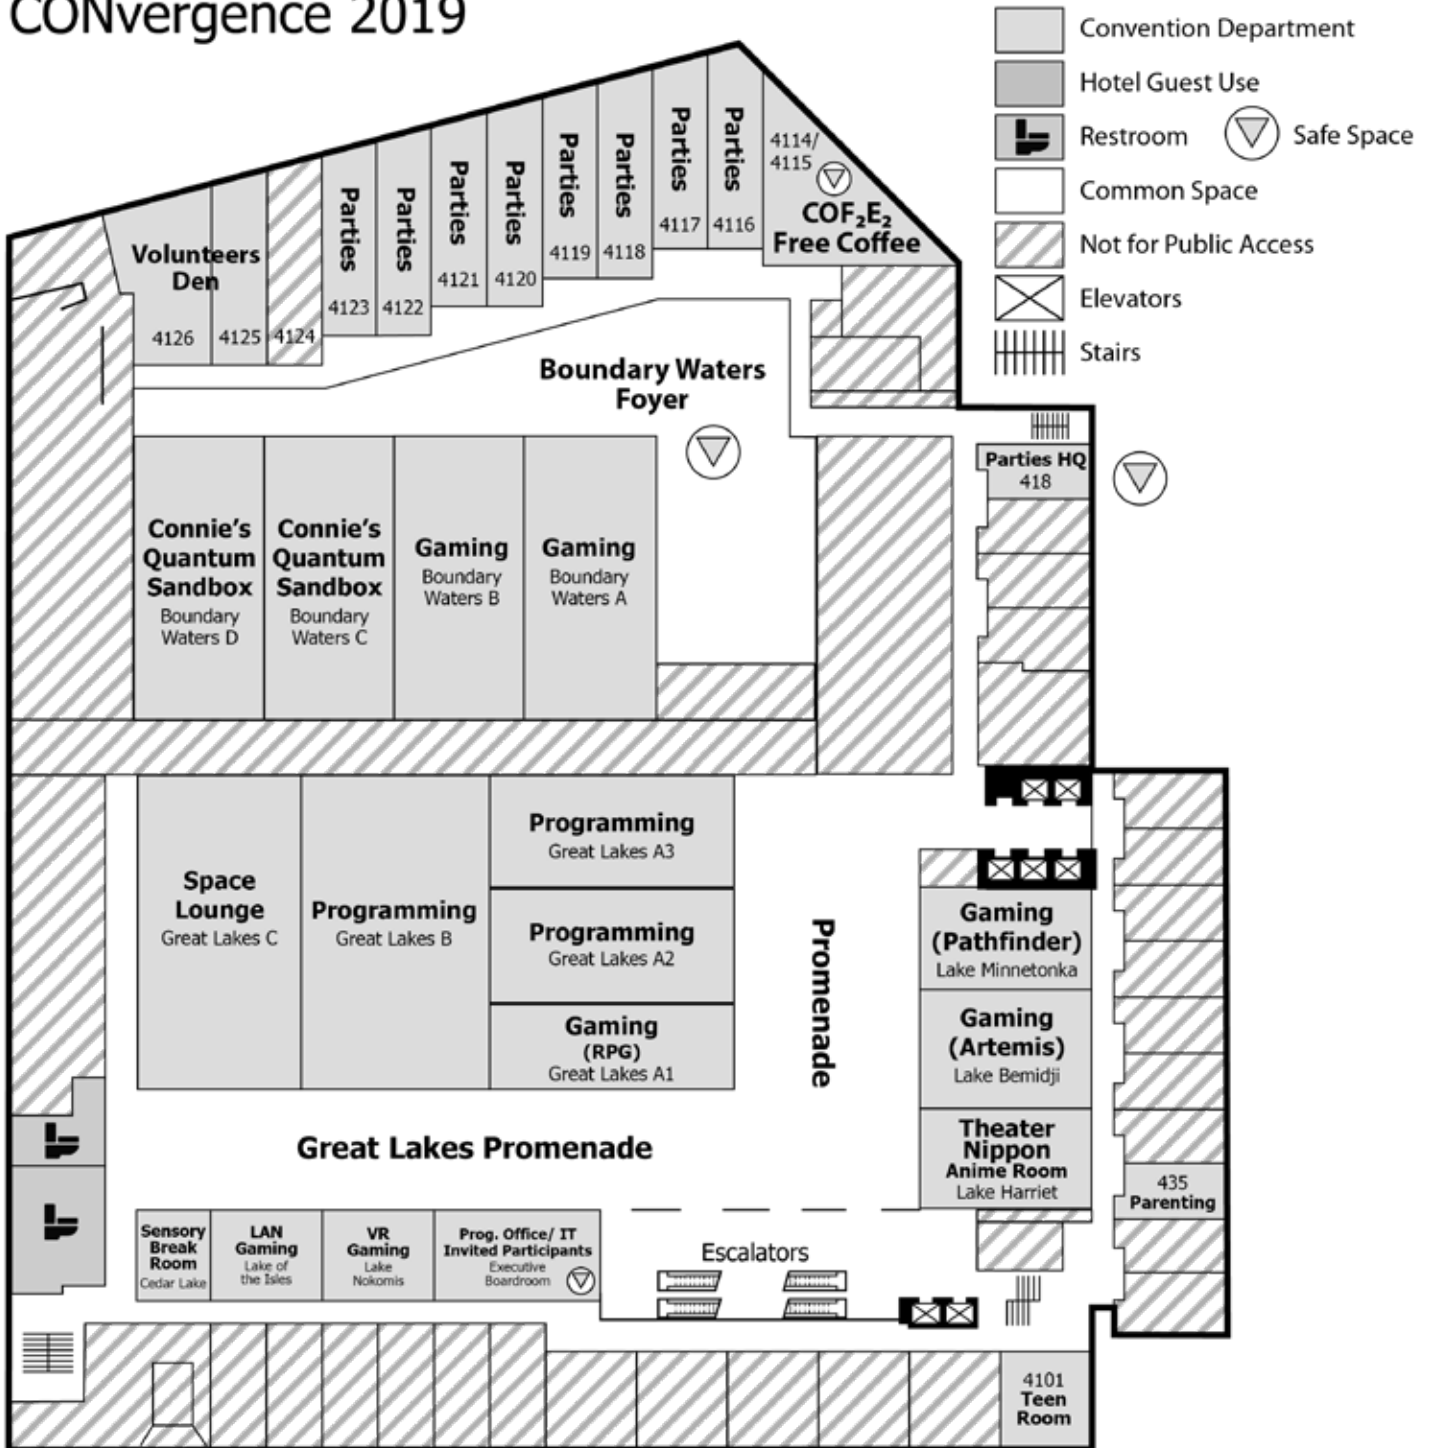 CONvergence 2019
Convention Department
Hotel Guest Use
Restroom
Safe Space
Common Space
Not for Public Access
Elevators
Stairs
Volunteers
Den
4126
4125
4124
Parties
4123
Parties
4122
Parties
4121
Parties
4120
Parties
4119
Parties
4118
Parties
4117
Parties
4116
4114/
4115
COF₂E₂
Free Coffee
Boundary Waters
Foyer
Parties HQ
418
Connie's
Quantum
Sandbox
Boundary
Waters D
Connie's
Quantum
Sandbox
Boundary
Waters C
Gaming
Boundary
Waters B
Gaming
Boundary
Waters A
Space
Lounge
Great Lakes C
Programming
Great Lakes B
Programming
Great Lakes A3
Programming
Great Lakes A2
Gaming
(RPG)
Great Lakes A1
Promenade
Gaming
(Pathfinder)
Lake Minnetonka
Gaming
(Artemis)
Lake Bemidji
Theater
Nippon
Anime Room
Lake Harriet
435
Parenting
Great Lakes Promenade
Sensory
Break
Room
Cedar Lake
LAN
Gaming
Lake of
the Isles
VR
Gaming
Lake
Nokomis
Prog. Office/ IT
Invited Participants
Executive
Boardroom
Escalators
4101
Teen
Room